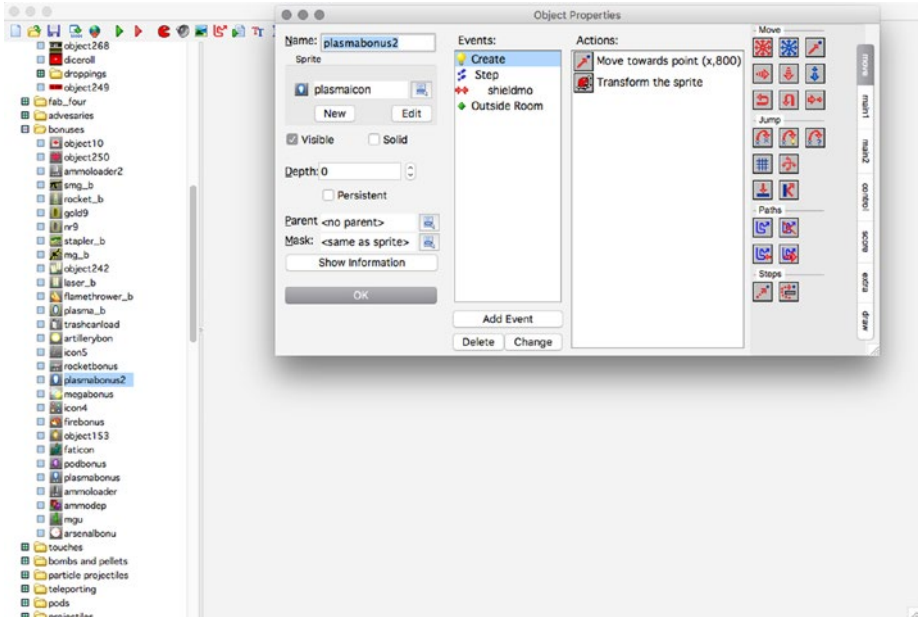 Object Properties
object268
diceroll
droppings
object249
fab_four
advesaries
bonuses
object10
object250
ammoloader2
smg_b
rocket_b
gold9
nr9
stapler_b
mg_b
object242
laser_b
flamethrower_b
plasma_b
trashcanload
artillerybon
icon5
rocketbonus
plasmabonus2
megabonus
icon4
firebonus
object153
faticon
podbonus
plasmabonus
ammoloader
ammodep
mgu
arsenalbonu
touches
bombs and pellets
particle projectiles
teleporting
pods
projectiles
Name: plasmabonus2
Sprite
plasmaicon
New Edit
Visible Solid
Depth: 0
Persistent
Parent <no parent>
Mask: <same as sprite>
Show Information
OK
Events:
Create
Step
shieldmo
Outside Room
Add Event
Delete Change
Actions:
Move towards point (x,800)
Transform the sprite
Move
Jump
Paths
Steps
move
main1
main2
control
score
extra
draw